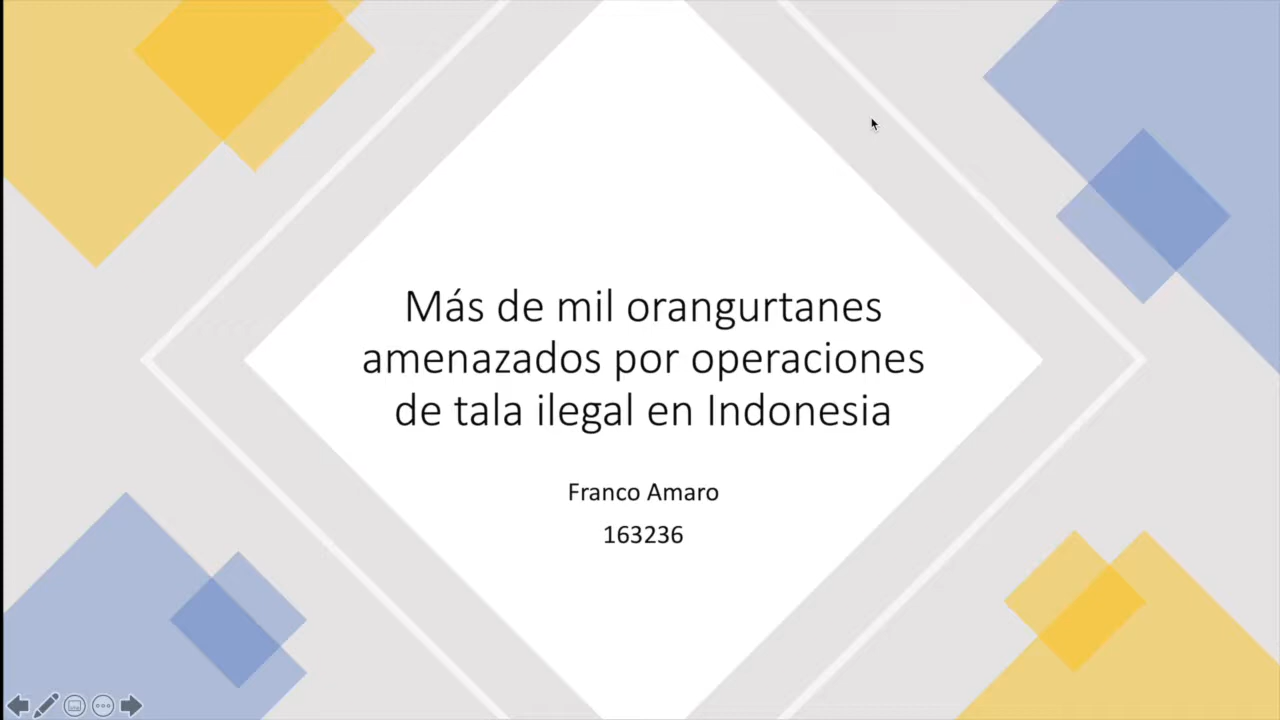 Más de mil orangurtanes
amenazados por operaciones
de tala ilegal en Indonesia
Franco Amaro
163236